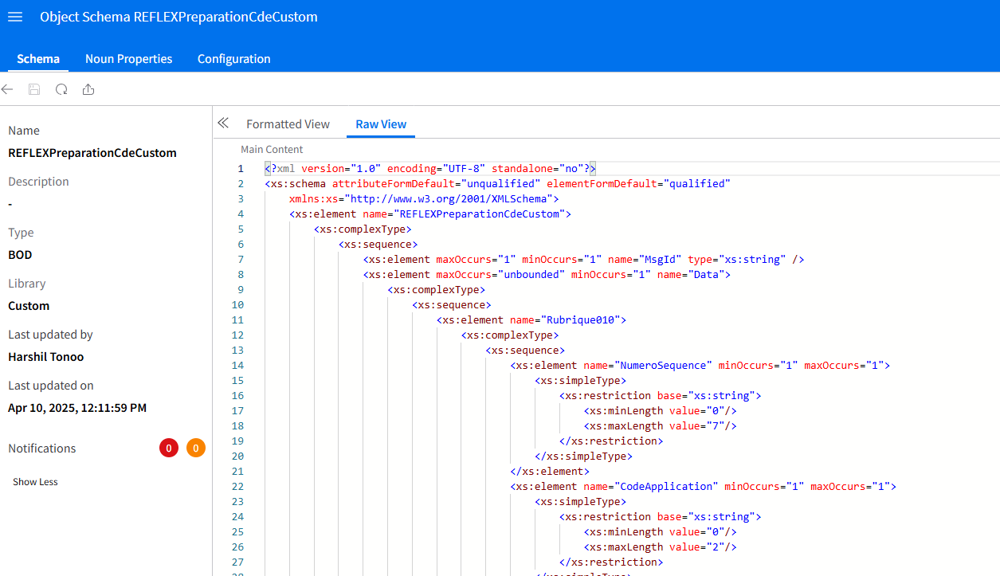 Object Schema REFLEXPreparationCdeCustom
Schema Noun Properties Configuration
Name
REFLEXPreparationCdeCustom
Description
-
Type
BOD
Library
Custom
Last updated by
Harshil Tonoo
Last updated on
Apr 10, 2025, 12:11:59 PM
Notifications 0 0
Show Less
Formatted View Raw View
Main Content
1 <?xml version="1.0" encoding="UTF-8" standalone="no"?>
2 <xs:schema attributeFormDefault="unqualified" elementFormDefault="qualified"
3 xmlns:xs="http://www.w3.org/2001/XMLSchema">
4 <xs:element name="REFLEXPreparationCdeCustom">
5 <xs:complexType>
6 <xs:sequence>
7 <xs:element maxOccurs="1" minOccurs="1" name="MsgId" type="xs:string" />
8 <xs:element maxOccurs="unbounded" minOccurs="1" name="Data">
9 <xs:complexType>
10 <xs:sequence>
11 <xs:element name="Rubrique010">
12 <xs:complexType>
13 <xs:sequence>
14 <xs:element name="NumeroSequence" minOccurs="1" maxOccurs="1">
15 <xs:simpleType>
16 <xs:restriction base="xs:string">
17 <xs:minLength value="0"/>
18 <xs:maxLength value="7"/>
19 </xs:restriction>
20 </xs:simpleType>
21 </xs:element>
22 <xs:element name="CodeApplication" minOccurs="1" maxOccurs="1">
23 <xs:simpleType>
24 <xs:restriction base="xs:string">
25 <xs:minLength value="0"/>
26 <xs:maxLength value="2"/>
27 </xs:restriction>
28 </xs:simpleType>